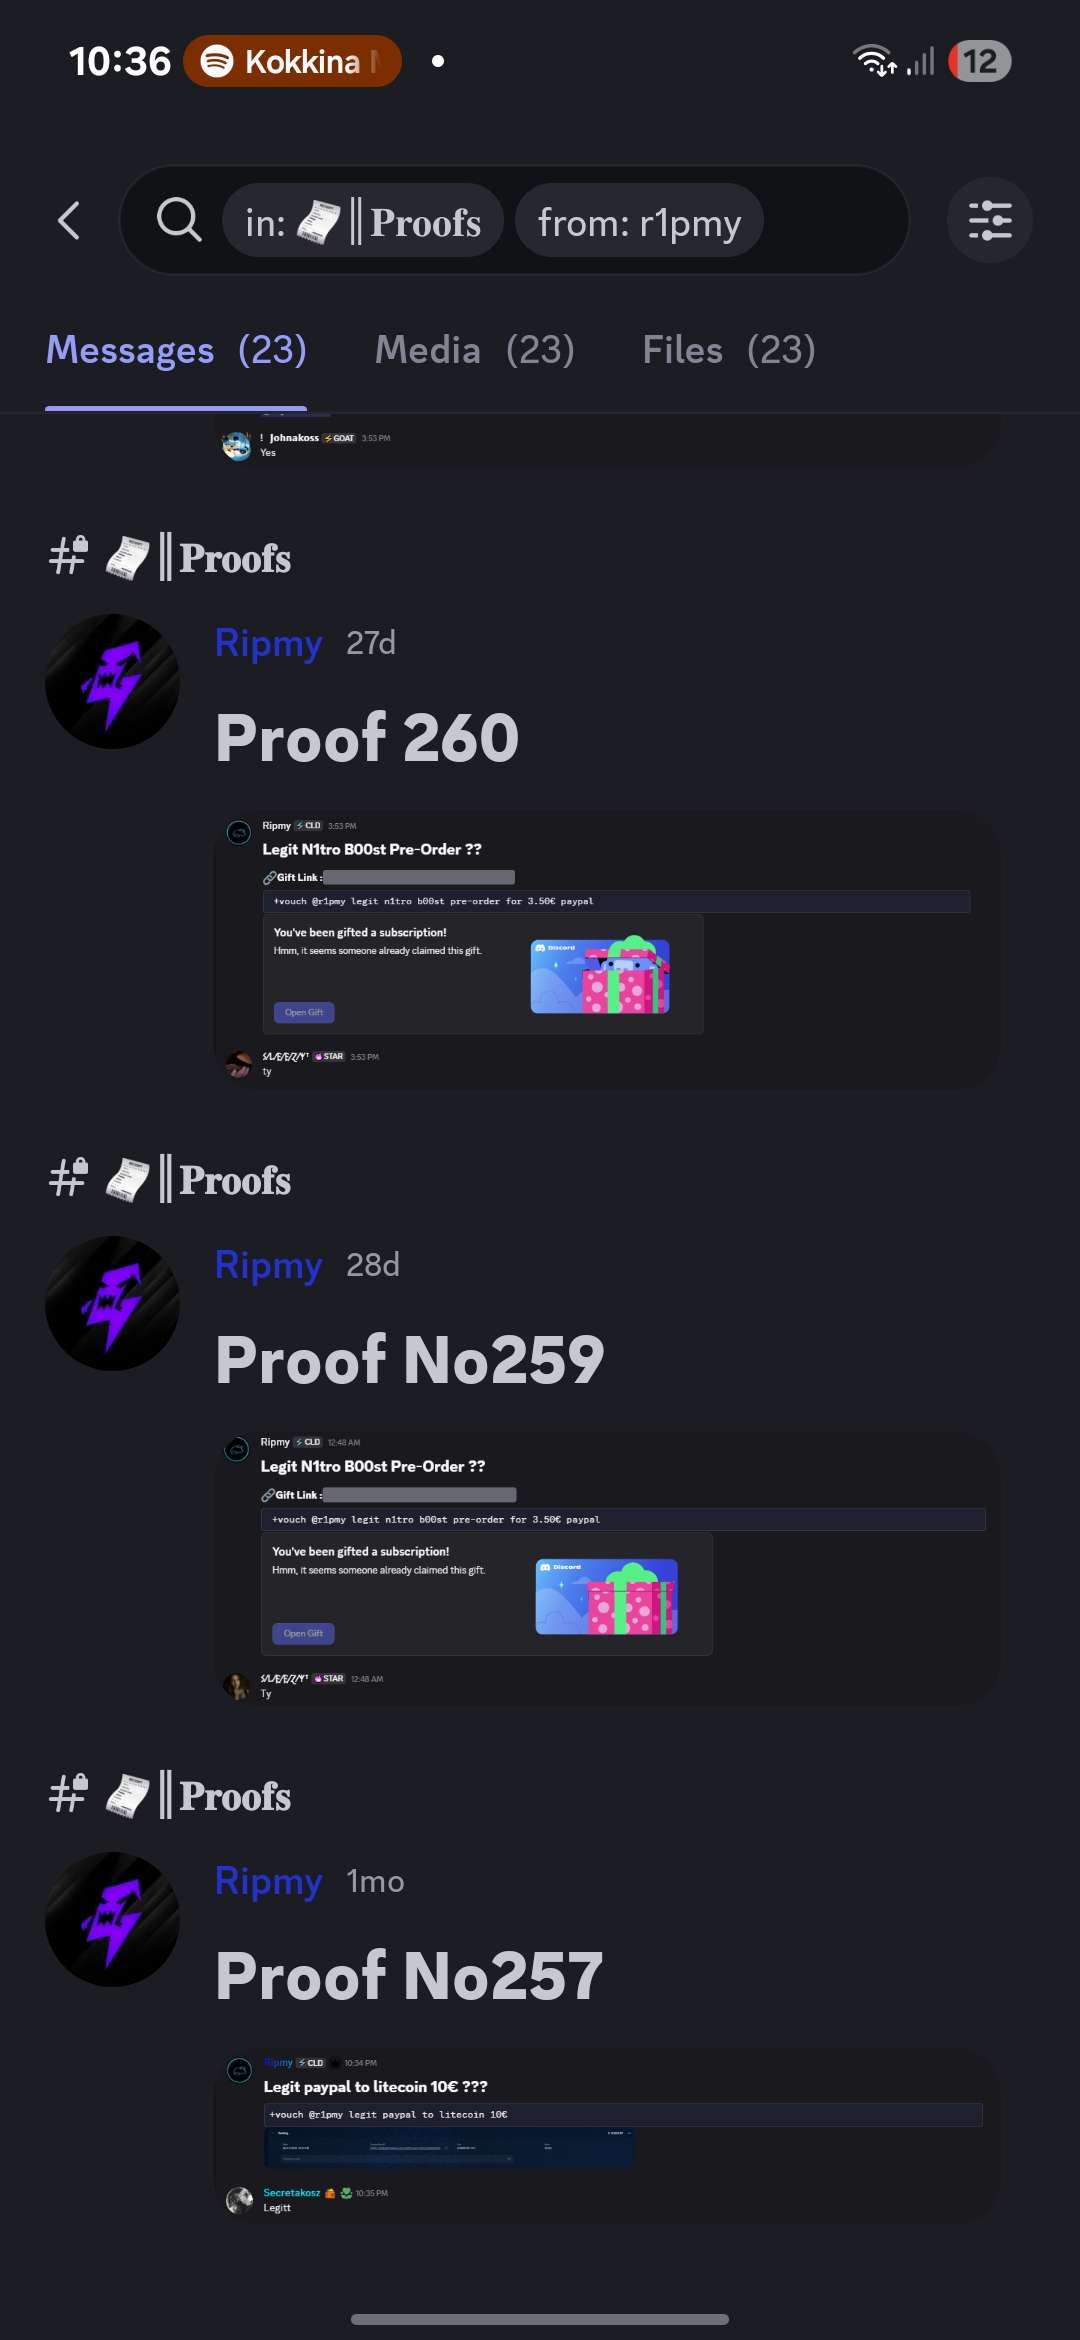 10:36 Kokkina 12
in: ║Proofs from: r1pmy
Messages (23) Media (23) Files (23)
! Johnakoss GOAT 3:53 PM
Yes
║Proofs
Ripmy 27d
Proof 260
Ripmy CLD 3:53 PM
Legit N1tro B00st Pre-Order ??
Gift Link :
+vouch @r1pmy legit n1tro b00st pre-order for 3.50€ paypal
You've been gifted a subscription!
Hmm, it seems someone already claimed this gift.
Discord
Open Gift
STAR 3:53 PM
ty
║Proofs
Ripmy 28d
Proof No259
Ripmy CLD 12:48 AM
Legit N1tro B00st Pre-Order ??
Gift Link :
+vouch @r1pmy legit n1tro b00st pre-order for 3.50€ paypal
You've been gifted a subscription!
Hmm, it seems someone already claimed this gift.
Discord
Open Gift
STAR 12:48 AM
Ty
║Proofs
Ripmy 1mo
Proof No257
Ripmy CLD 10:34 PM
Legit paypal to litecoin 10€ ???
+vouch @r1pmy legit paypal to litecoin 10€
Secretakosz 10:35 PM
Legitt